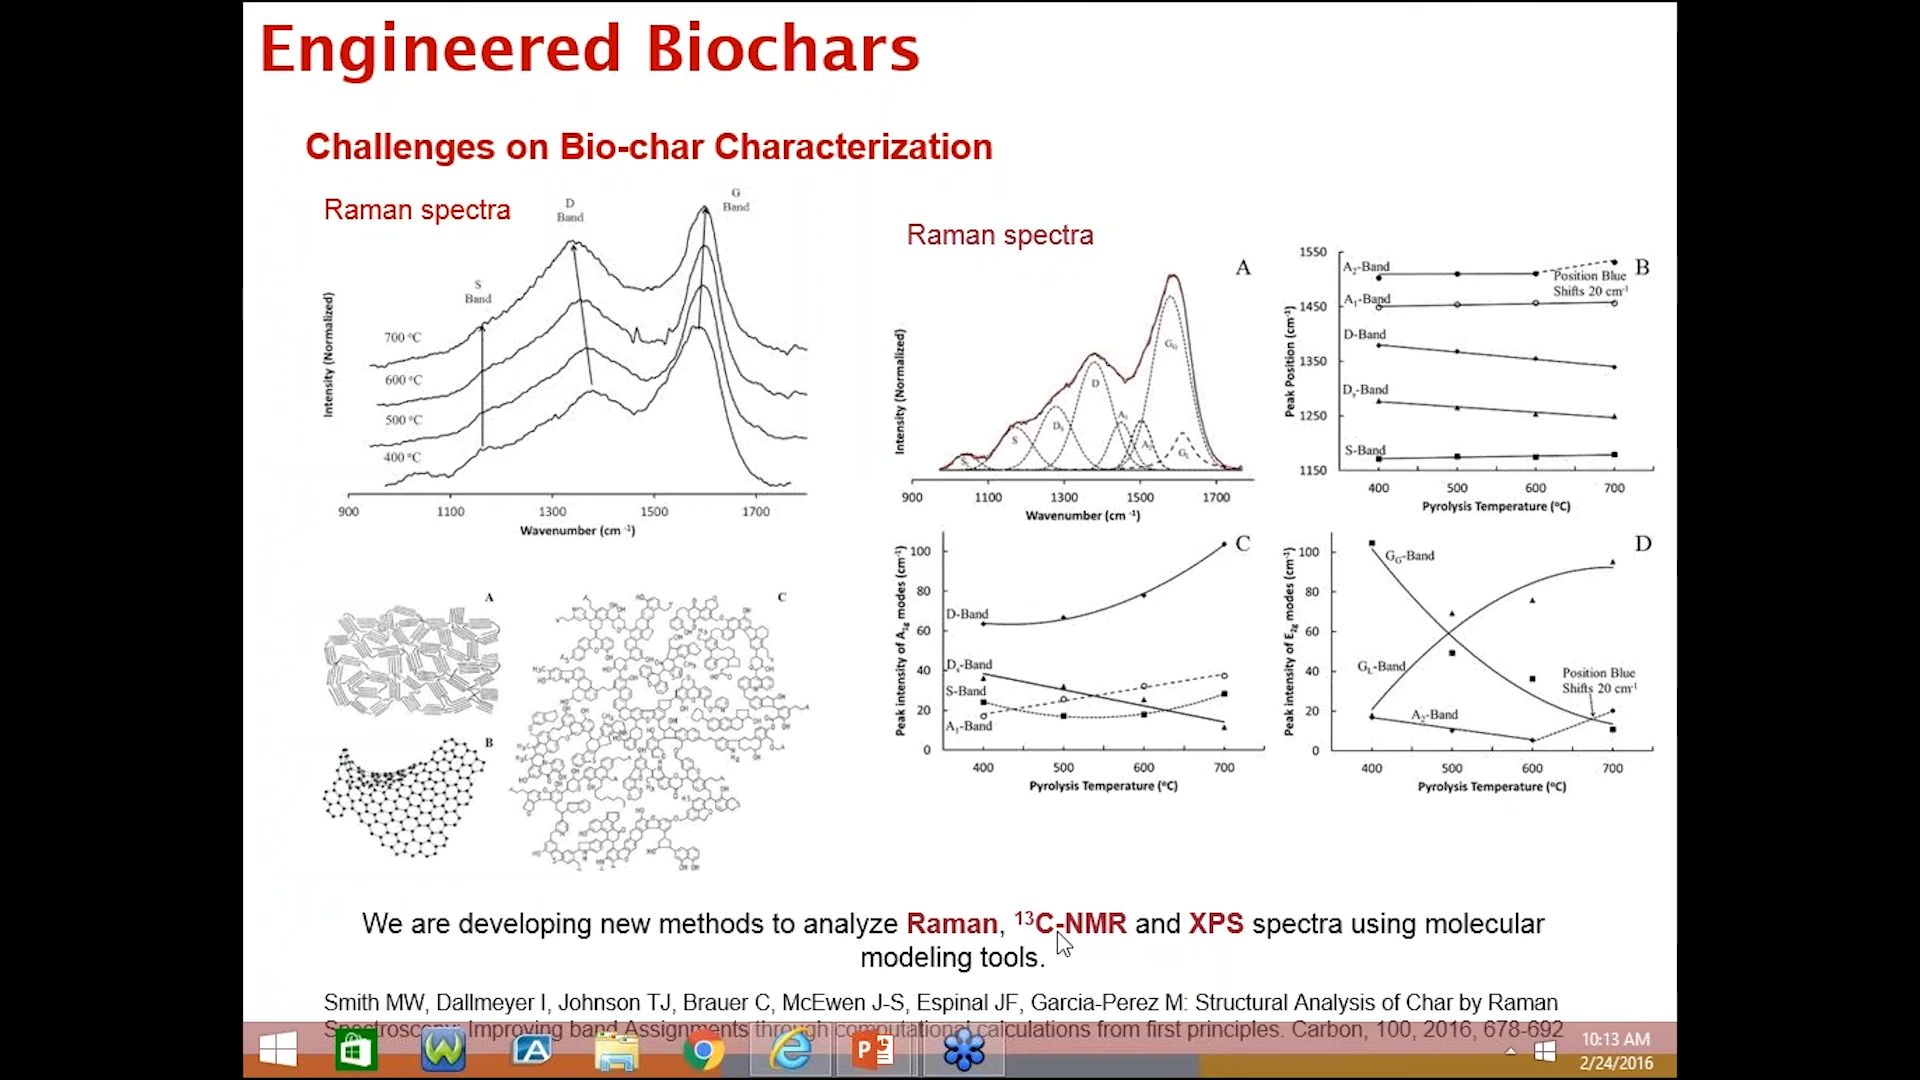 Engineered Biochars
Challenges on Bio-char Characterization
Raman spectra
S
Band
D
Band
G
Band
700 °C
600 °C
500 °C
400 °C
Intensity (Normalized)
900 1100 1300 1500 1700
Wavenumber (cm -1)
Raman spectra
A
Intensity (Normalized)
S
D
GG
GL
900 1100 1300 1500 1700
Wavenumber (cm -1)
B
Peak Position (cm-1)
1550
1450
1350
1250
1150
A2-Band
A1-Band
D-Band
Ds-Band
S-Band
Position Blue
Shifts 20 cm-1
400 500 600 700
Pyrolysis Temperature (°C)
C
Peak intensity of A1g modes (cm-1)
100
80
60
40
20
0
D-Band
Ds-Band
S-Band
A1-Band
400 500 600 700
Pyrolysis Temperature (°C)
D
Peak intensity of E2g modes (cm-1)
100
80
60
40
20
0
GG-Band
GL-Band
A2-Band
Position Blue
Shifts 20 cm-1
400 500 600 700
Pyrolysis Temperature (°C)
A
B
C
We are developing new methods to analyze Raman, 13C-NMR and XPS spectra using molecular
modeling tools.
Smith MW, Dallmeyer I, Johnson TJ, Brauer C, McEwen J-S, Espinal JF, Garcia-Perez M: Structural Analysis of Char by Raman
Spectroscopy: Improving band Assignments through computational calculations from first principles. Carbon, 100, 2016, 678-692
10:13 AM
2/24/2016